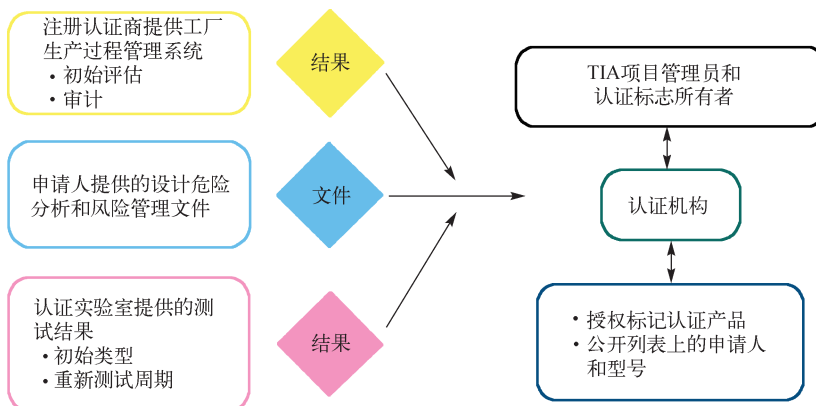 注册认证商提供工厂
生产过程管理系统
• 初始评估
• 审计
结果
申请人提供的设计危险
分析和风险管理文件
文件
认证实验室提供的测
试结果
• 初始类型
• 重新测试周期
结果
TIA项目管理员和
认证标志所有者
认证机构
• 授权标记认证产品
• 公开列表上的申请人
和型号